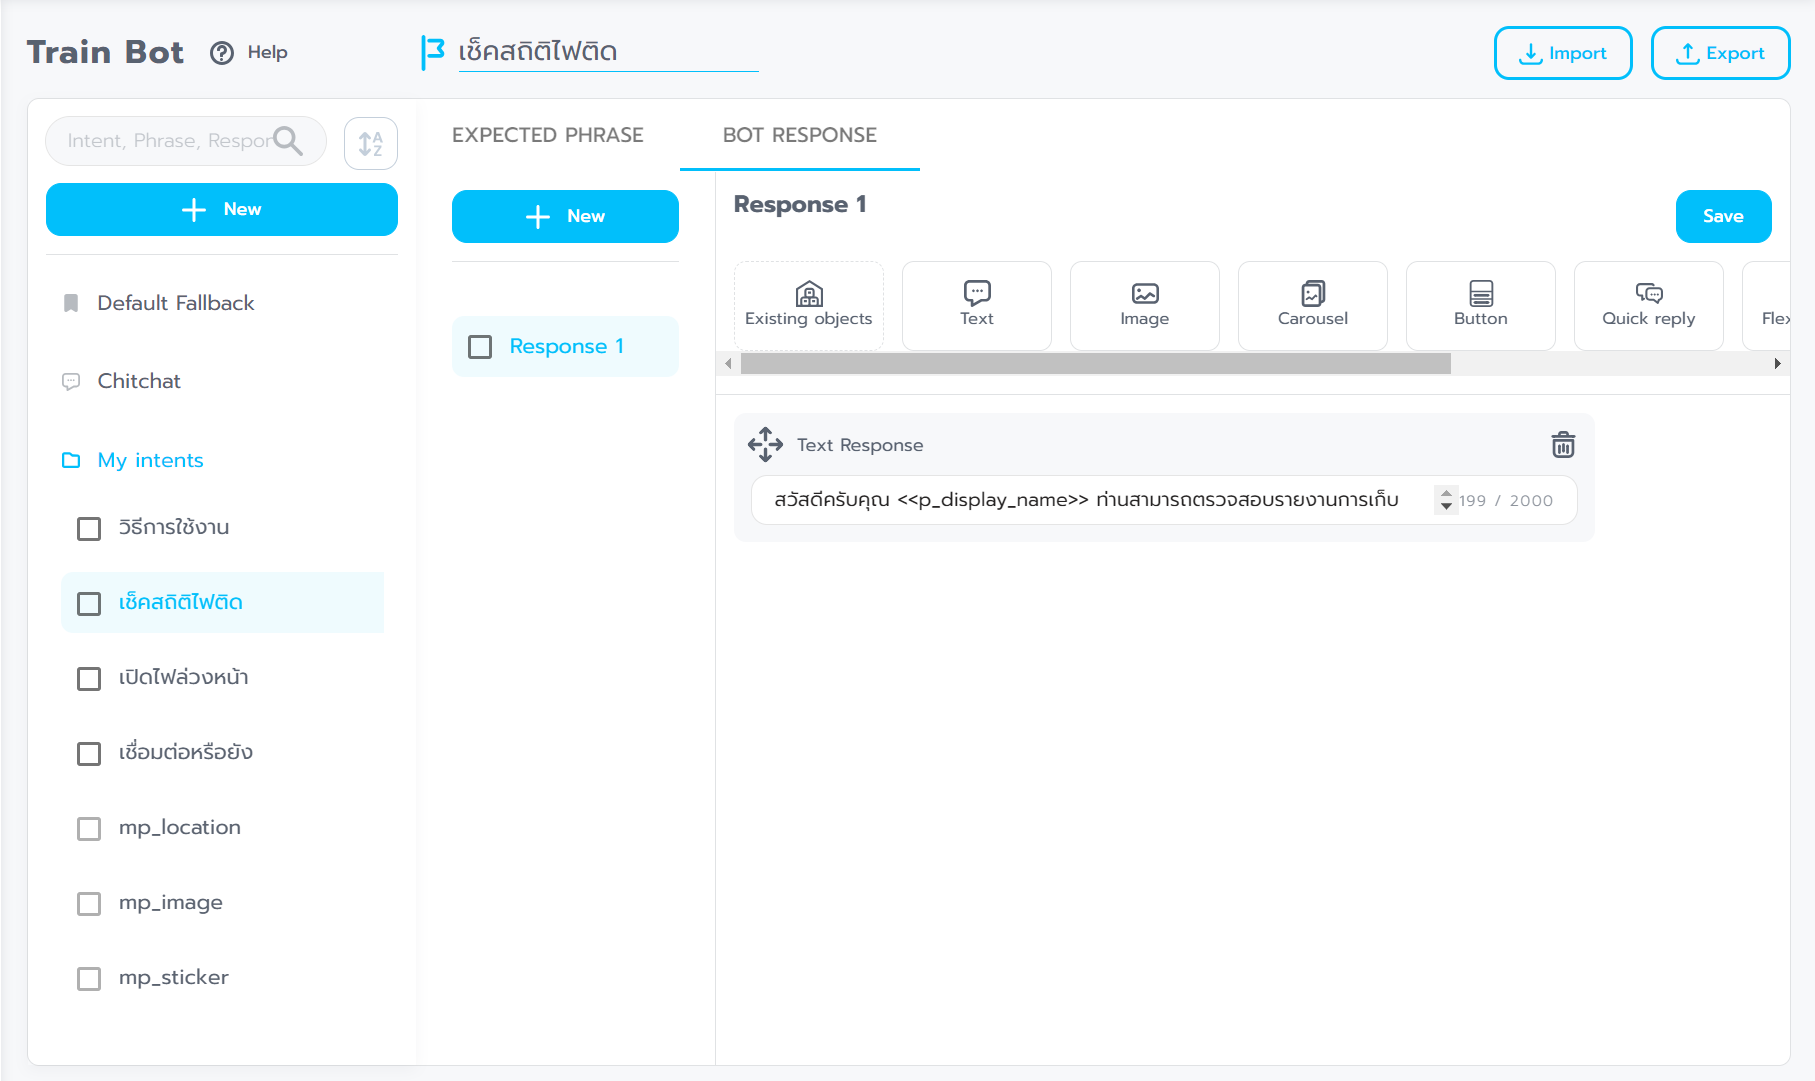 Train Bot
Help
เช็คสถิติไฟติด
Import
Export
Intent, Phrase, Respon
A
Z
New
Default Fallback
Chitchat
My intents
วิธีการใช้งาน
เช็คสถิติไฟติด
เปิดไฟล่วงหน้า
เชื่อมต่อหรือยัง
mp_location
mp_image
mp_sticker
EXPECTED PHRASE
BOT RESPONSE
New
Response 1
Response 1
Save
Existing objects
Text
Image
Carousel
Button
Quick reply
Flex
Text Response
สวัสดีครับคุณ <<p_display_name>> ท่านสามารถตรวจสอบรายงานการเก็บ
199 / 2000